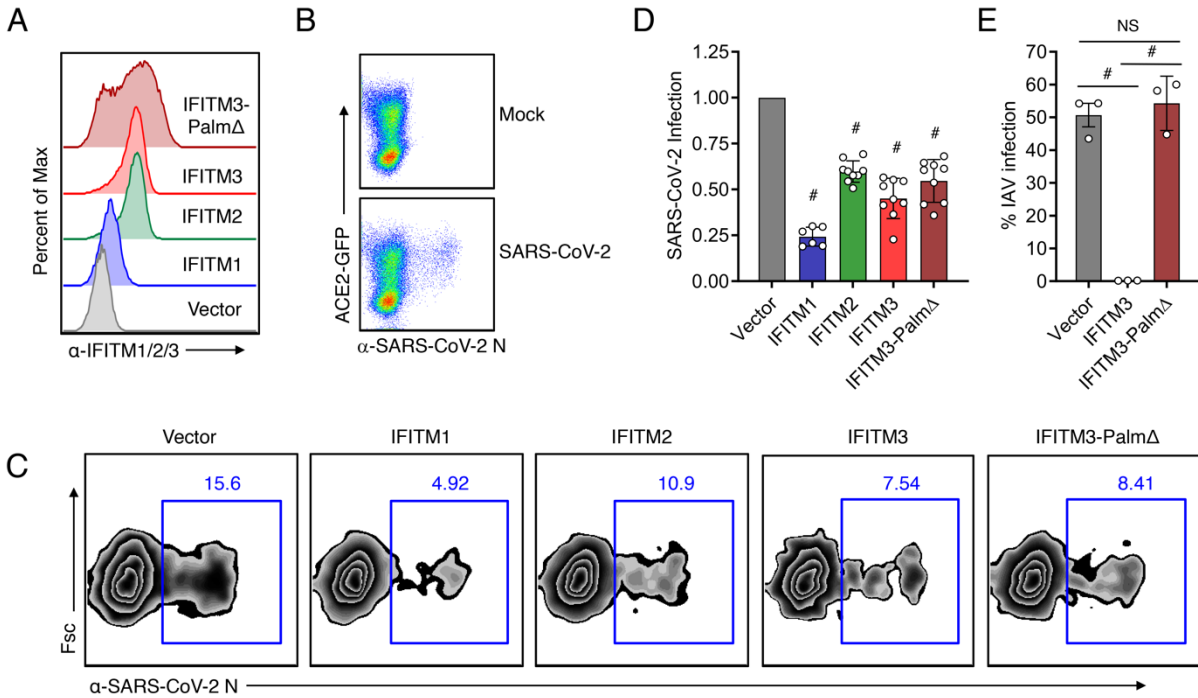 A
Percent of Max
IFITM3-
PalmΔ
IFITM3
IFITM2
IFITM1
Vector
α-IFITM1/2/3
B
ACE2-GFP
Mock
SARS-CoV-2
α-SARS-CoV-2 N
D
SARS-CoV-2 Infection
1.25
1.00
0.75
0.50
0.25
0.00
#
#
#
#
Vector
IFITM1
IFITM2
IFITM3
IFITM3-PalmΔ
E
% IAV infection
70
60
50
40
30
20
10
0
NS
#
#
Vector
IFITM3
IFITM3-PalmΔ
C
Fsc
Vector
15.6
IFITM1
4.92
IFITM2
10.9
IFITM3
7.54
IFITM3-PalmΔ
8.41
α-SARS-CoV-2 N